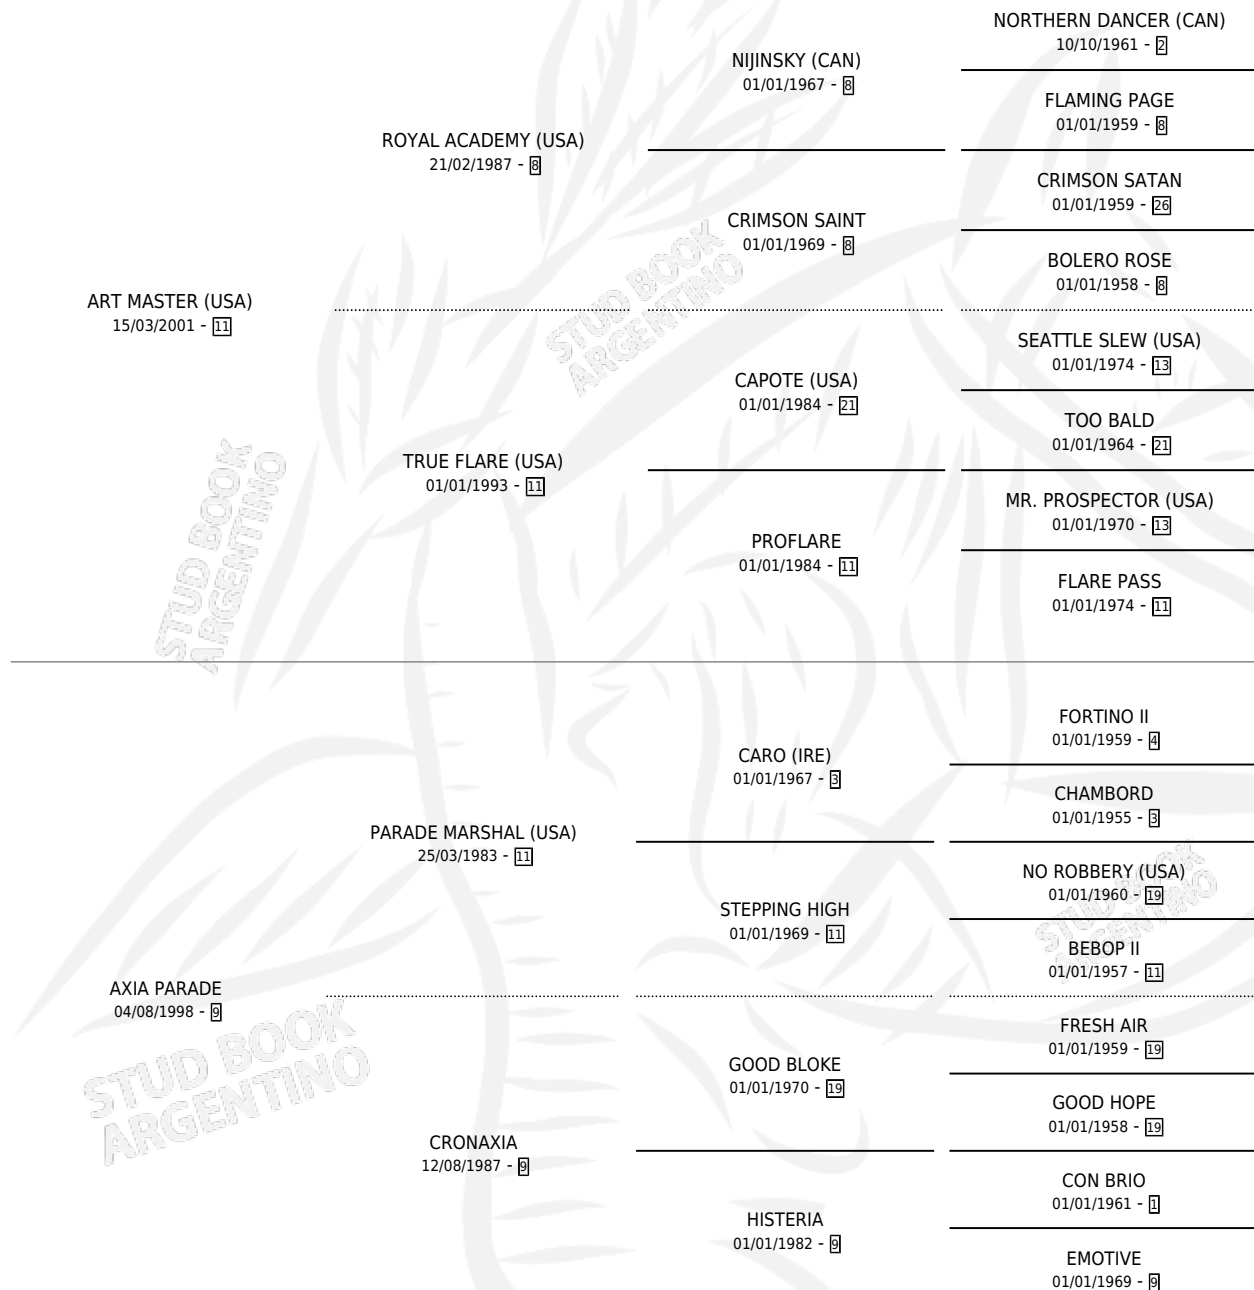 NORTHERN DANCER (CAN)
10/10/1961 - 2
NIJINSKY (CAN)
01/01/1967 - 8
FLAMING PAGE
01/01/1959 - 8
ROYAL ACADEMY (USA)
21/02/1987 - 8
CRIMSON SATAN
01/01/1959 - 26
CRIMSON SAINT
01/01/1969 - 8
BOLERO ROSE
01/01/1958 - 8
ART MASTER (USA)
15/03/2001 - 11
SEATTLE SLEW (USA)
01/01/1974 - 13
CAPOTE (USA)
01/01/1984 - 21
TOO BALD
01/01/1964 - 21
TRUE FLARE (USA)
01/01/1993 - 11
MR. PROSPECTOR (USA)
01/01/1970 - 13
PROFLARE
01/01/1984 - 11
FLARE PASS
01/01/1974 - 11
STUD BOOK
ARGENTINO
STUD BOOK
ARGENTINO
FORTINO II
01/01/1959 - 4
CARO (IRE)
01/01/1967 - 3
CHAMBORD
01/01/1955 - 3
PARADE MARSHAL (USA)
25/03/1983 - 11
NO ROBBERY (USA)
01/01/1960 - 19
STEPPING HIGH
01/01/1969 - 11
BEBOP II
01/01/1957 - 11
STUD BOOK
ARGENTINO
AXIA PARADE
04/08/1998 - 9
FRESH AIR
01/01/1959 - 19
GOOD BLOKE
01/01/1970 - 19
GOOD HOPE
01/01/1958 - 19
STUD BOOK
ARGENTINO
CRONAXIA
12/08/1987 - 9
CON BRIO
01/01/1961 - 1
HISTERIA
01/01/1982 - 9
EMOTIVE
01/01/1969 - 9